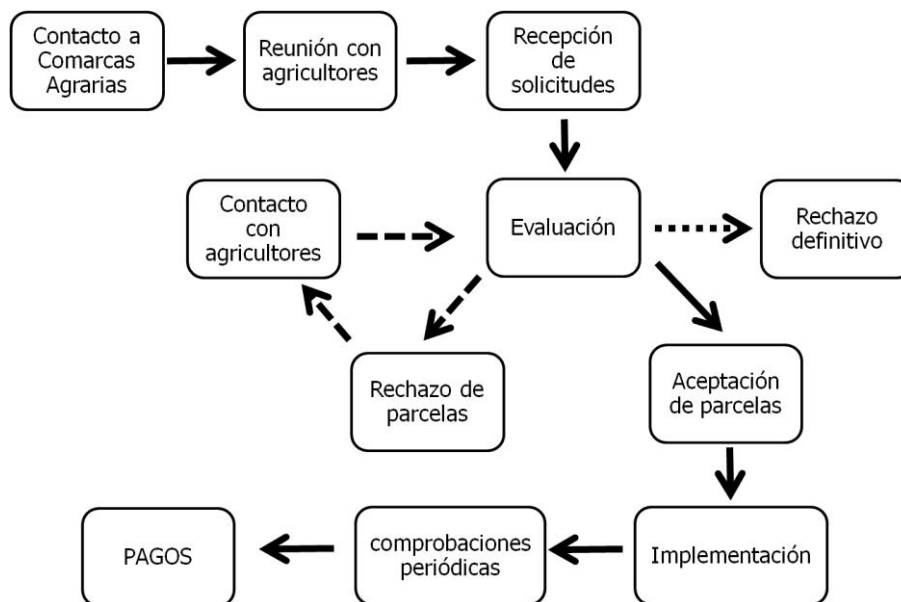 Contacto a
Comarcas
Agrarias
Reunión con
agricultores
Recepción
de
solicitudes
Contacto
con
agricultores
Evaluación
Rechazo
definitivo
Rechazo de
parcelas
Aceptación
de parcelas
PAGOS
comprobaciones
periódicas
Implementación